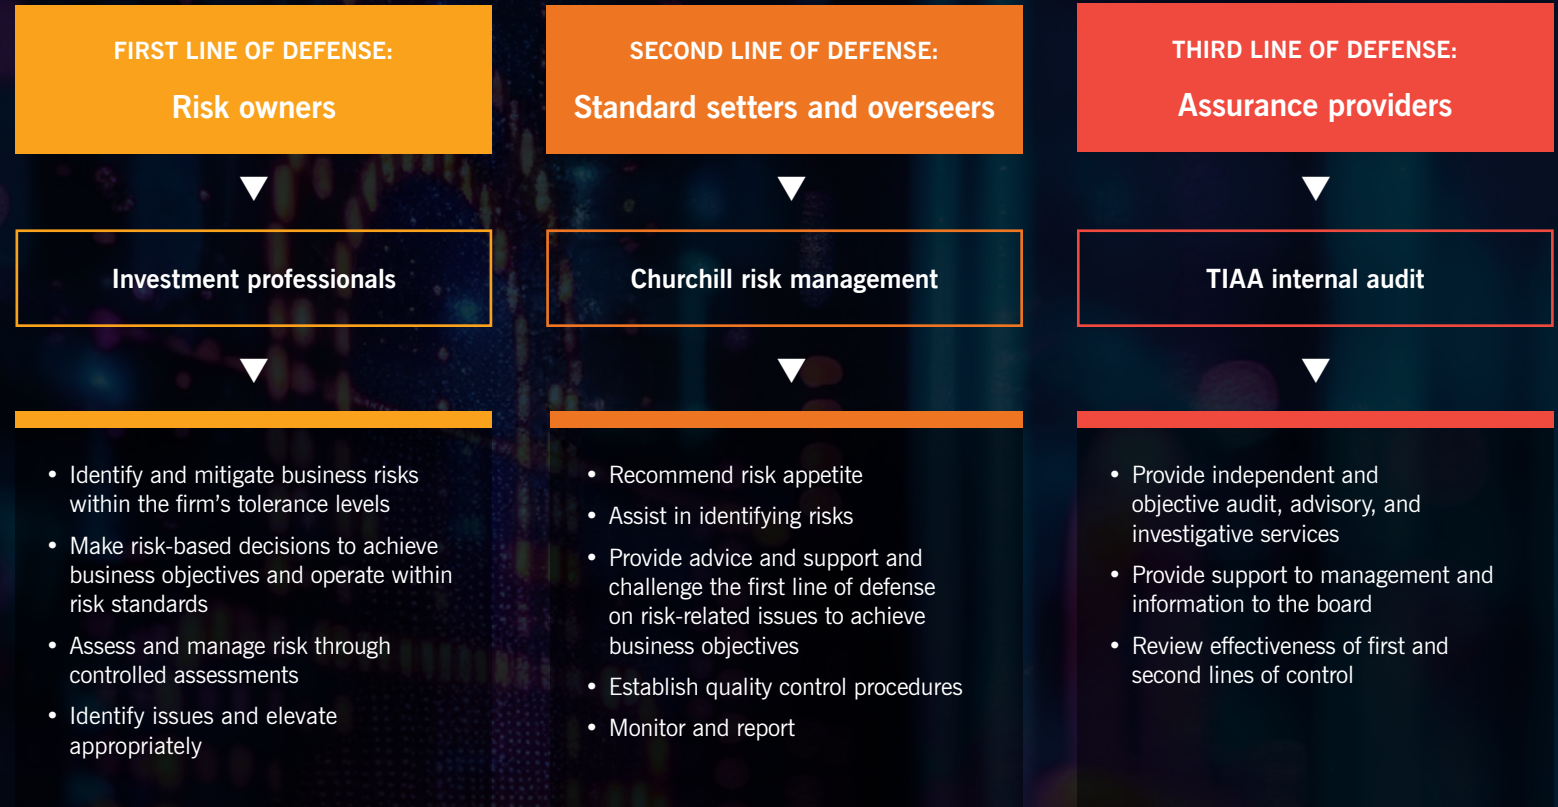 FIRST LINE OF DEFENSE:
Risk owners
Investment professionals
• Identify and mitigate business risks
within the firm's tolerance levels
• Make risk-based decisions to achieve
business objectives and operate within
risk standards
• Assess and manage risk through
controlled assessments
• Identify issues and elevate
appropriately
SECOND LINE OF DEFENSE:
Standard setters and overseers
Churchill risk management
• Recommend risk appetite
• Assist in identifying risks
• Provide advice and support and
challenge the first line of defense
on risk-related issues to achieve
business objectives
• Establish quality control procedures
• Monitor and report
THIRD LINE OF DEFENSE:
Assurance providers
TIAA internal audit
• Provide independent and
objective audit, advisory, and
investigative services
• Provide support to management and
information to the board
• Review effectiveness of first and
second lines of control